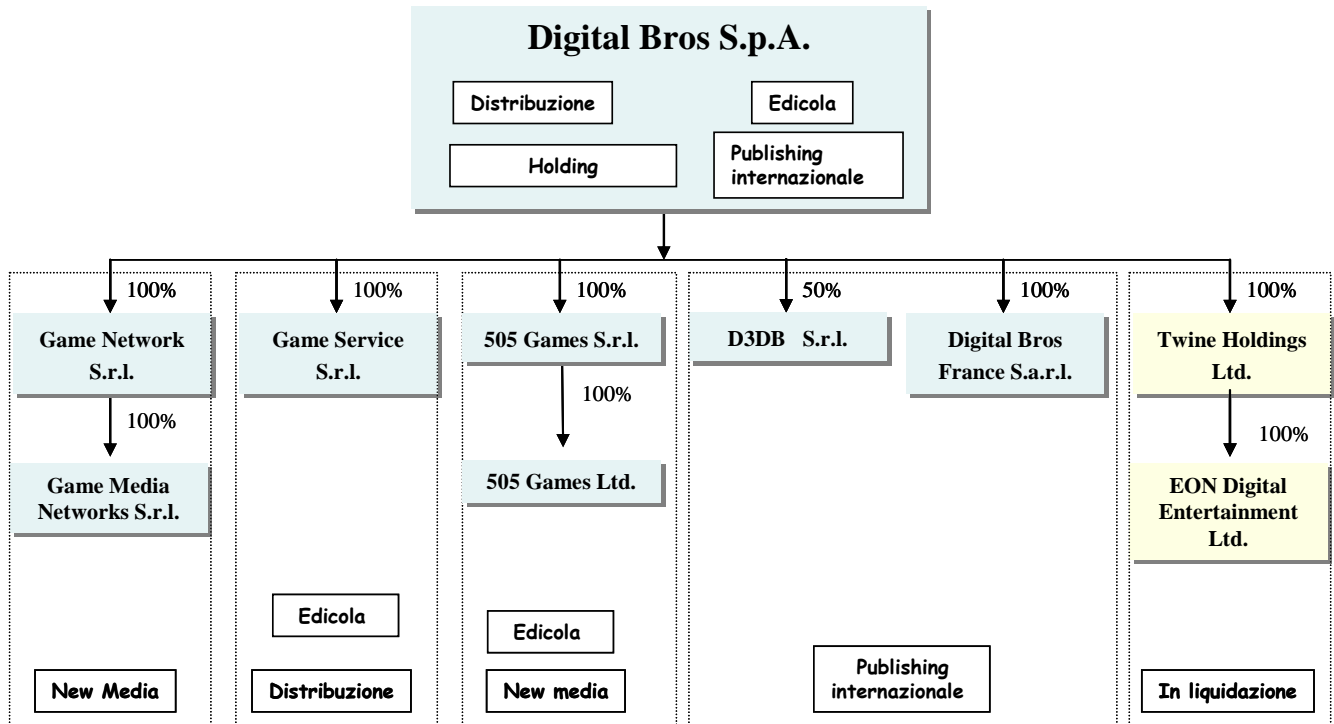 Digital Bros S.p.A.
Distribuzione
Edicola
Holding
Publishing
internazionale
100%
100%
100%
50%
100%
100%
Game Network
S.r.l.
Game Service
S.r.l.
505 Games S.r.l.
D3DB S.r.l.
Digital Bros
France S.a.r.l.
Twine Holdings
Ltd.
100%
100%
100%
Game Media
Networks S.r.l.
505 Games Ltd.
EON Digital
Entertainment
Ltd.
Edicola
Edicola
New Media
Distribuzione
New media
Publishing
internazionale
In liquidazione